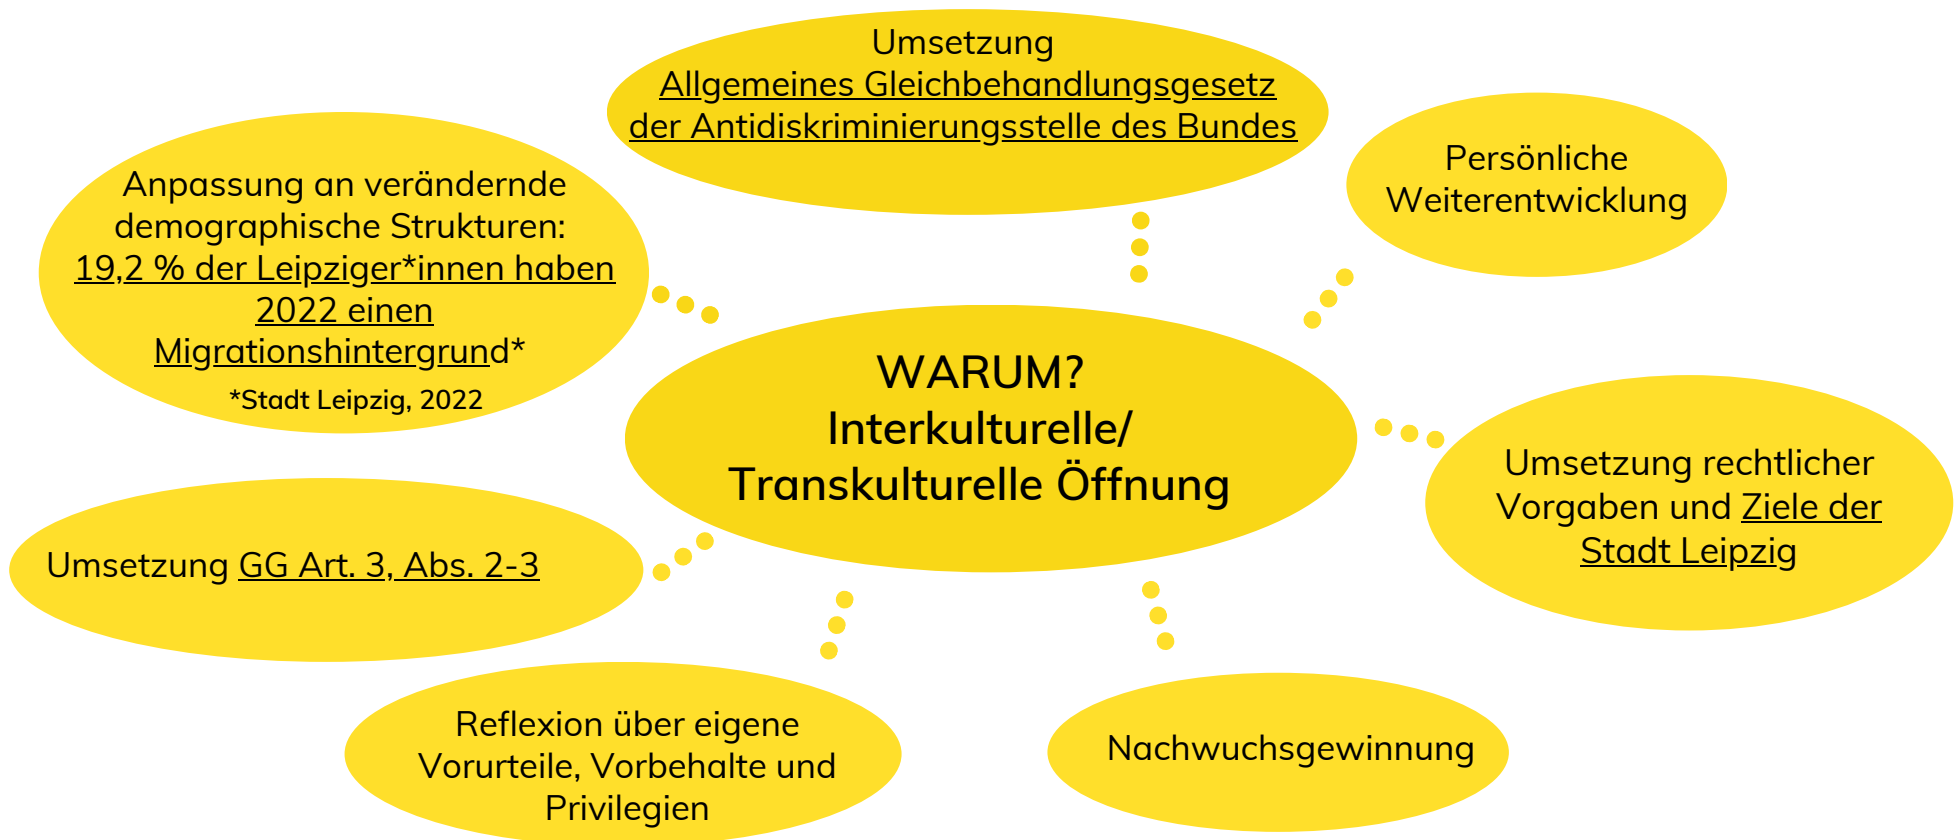 Umsetzung
Allgemeines Gleichbehandlungsgesetz
der Antidiskriminierungsstelle des Bundes
Persönliche
Weiterentwicklung
Anpassung an verändernde
demographische Strukturen:
19,2 % der Leipziger*innen haben
2022 einen
Migrationshintergrund*
*Stadt Leipzig, 2022
WARUM?
Interkulturelle/
Transkulturelle Öffnung
Umsetzung rechtlicher
Vorgaben und Ziele der
Stadt Leipzig
Umsetzung GG Art. 3, Abs. 2-3
Reflexion über eigene
Vorurteile, Vorbehalte und
Privilegien
Nachwuchsgewinnung